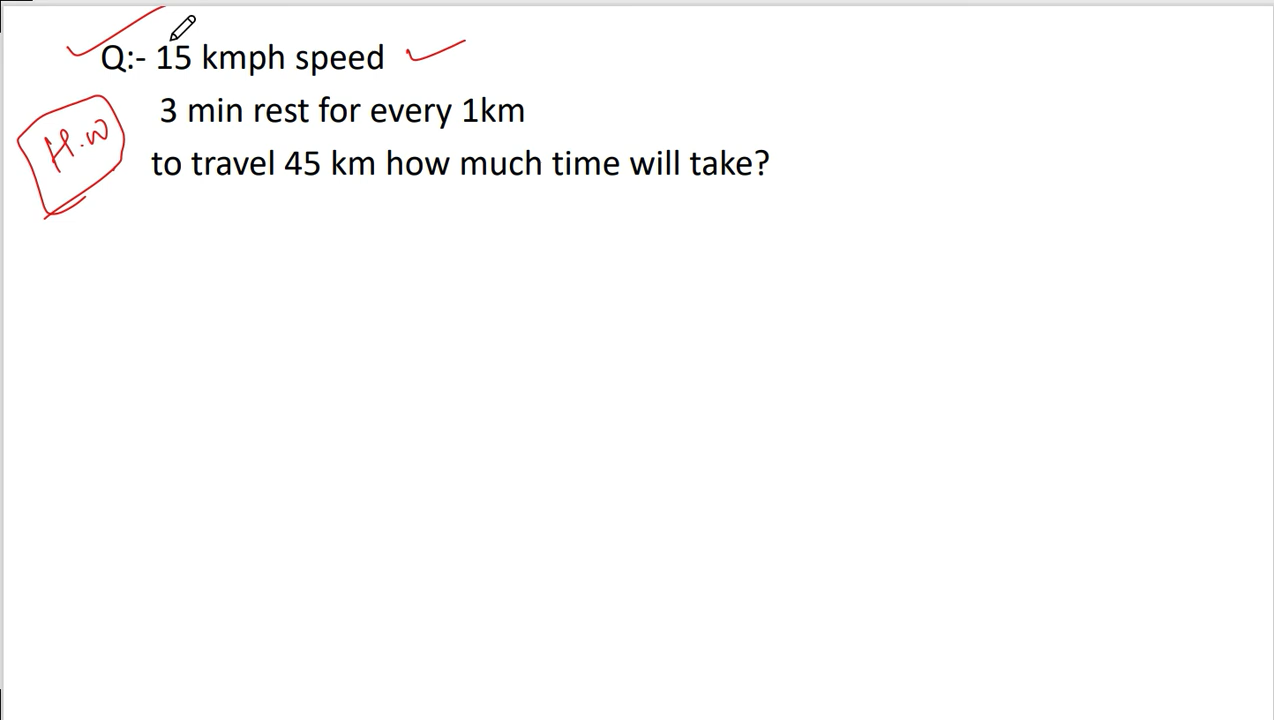 Q:- 15 kmph speed
H.W
3 min rest for every 1km
to travel 45 km how much time will take?